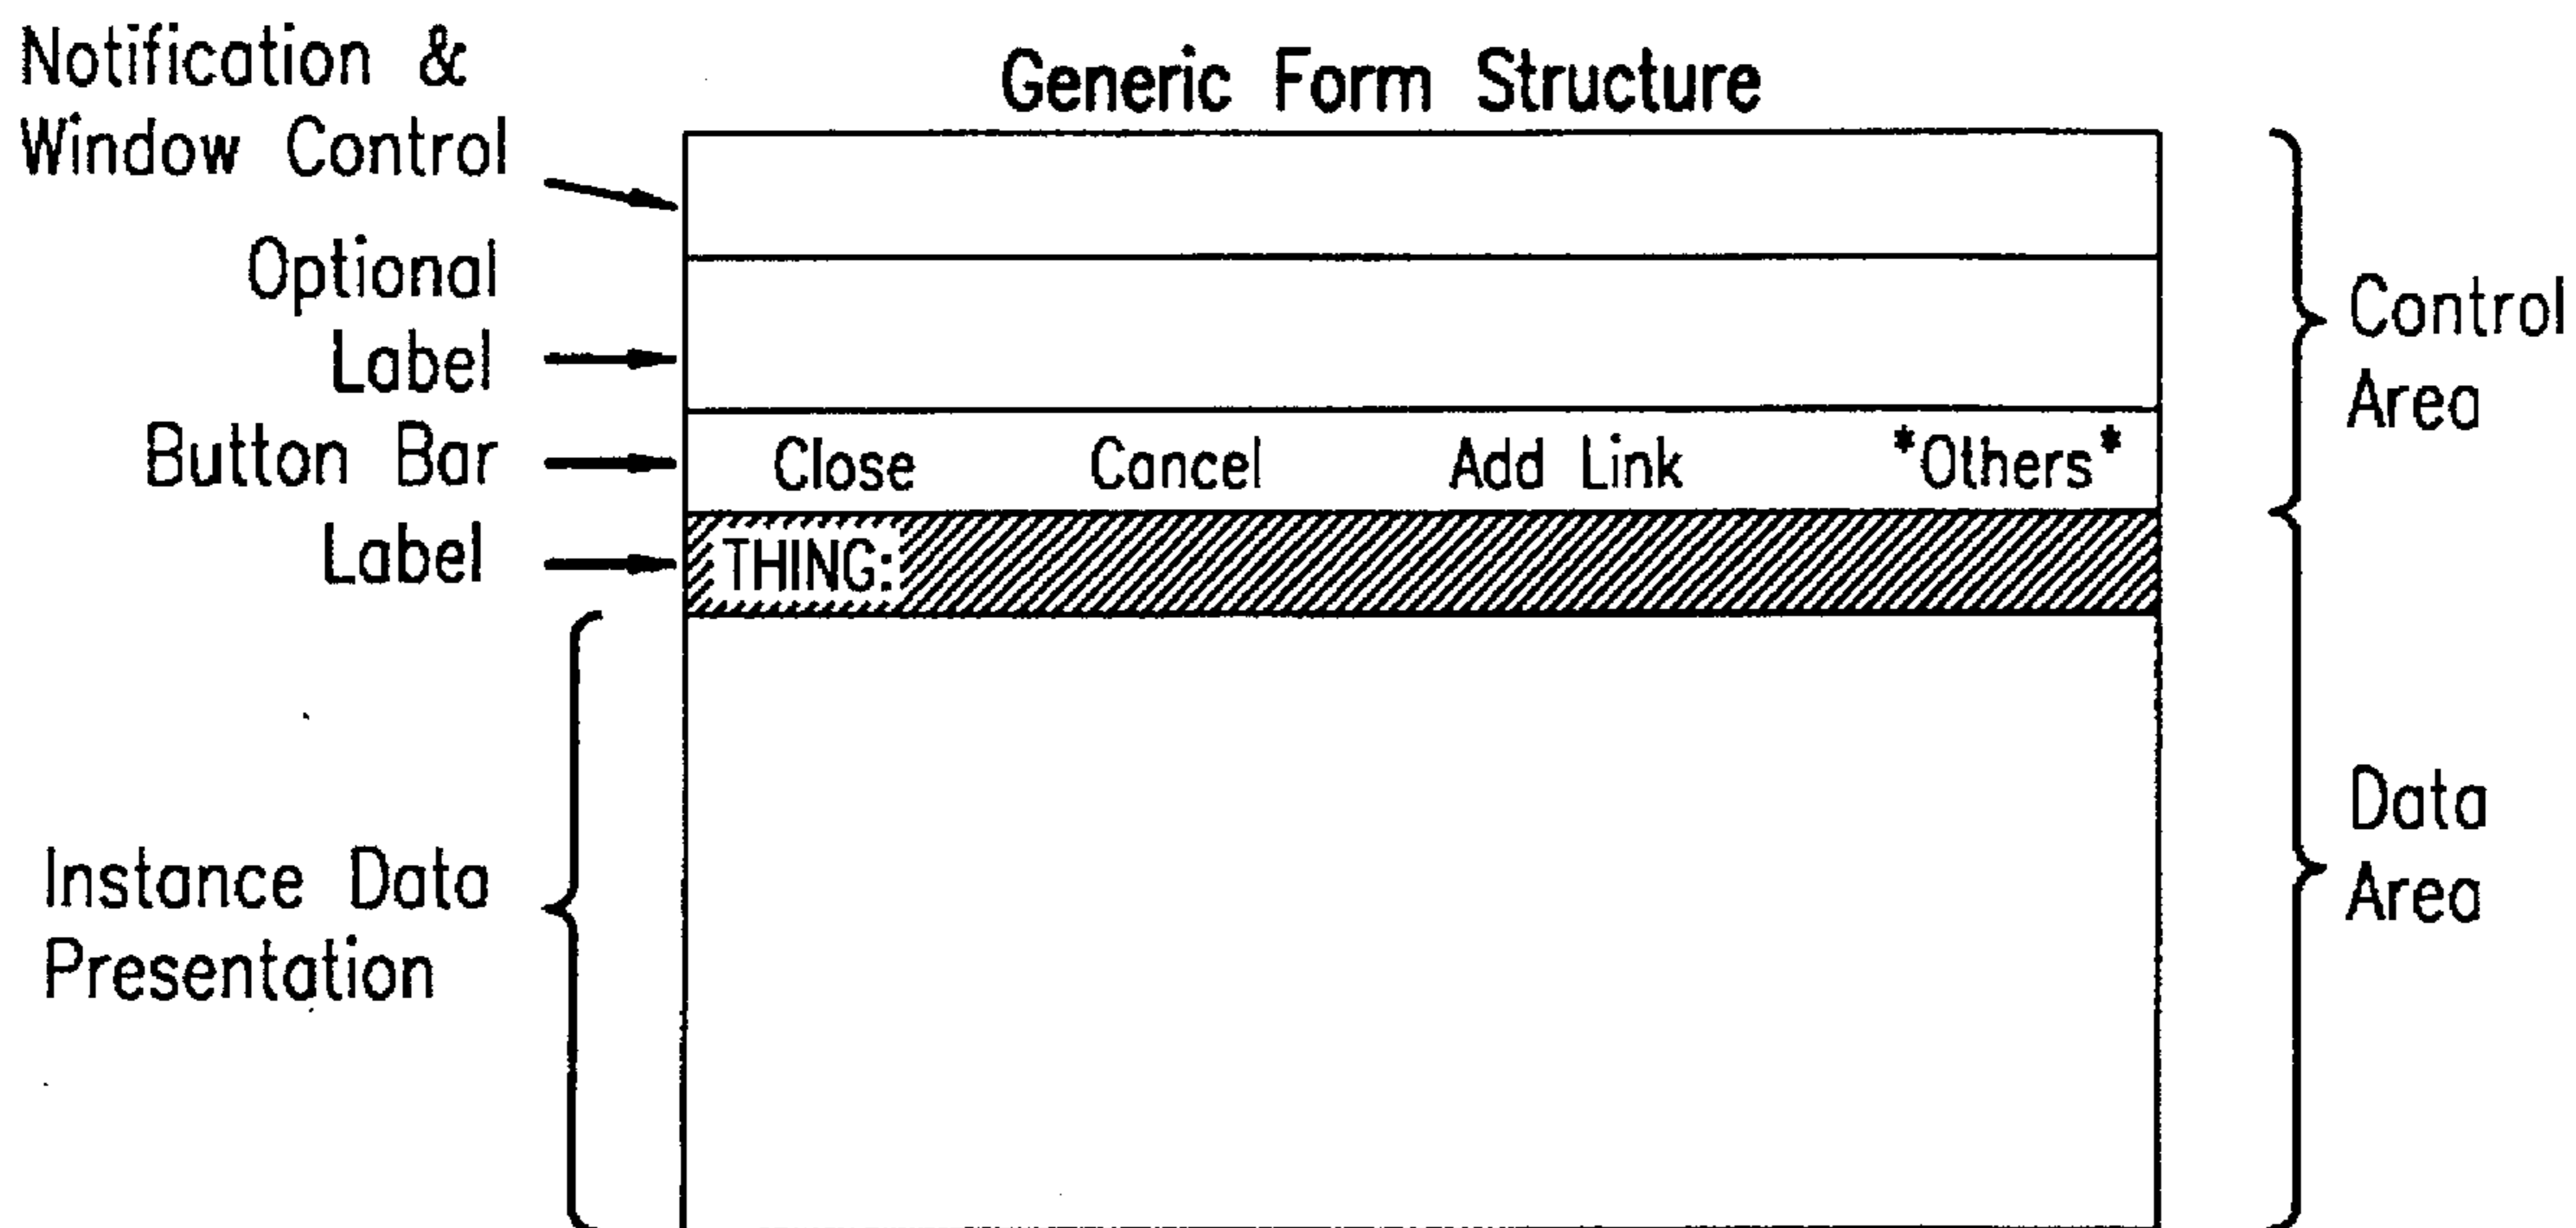 Generic Form Structure
Notification &
Window Control
Optional
Label
Button Bar
Close Cancel Add Link *Others*
Label
THING:
Instance Data
Presentation
Control
Area
Data
Area